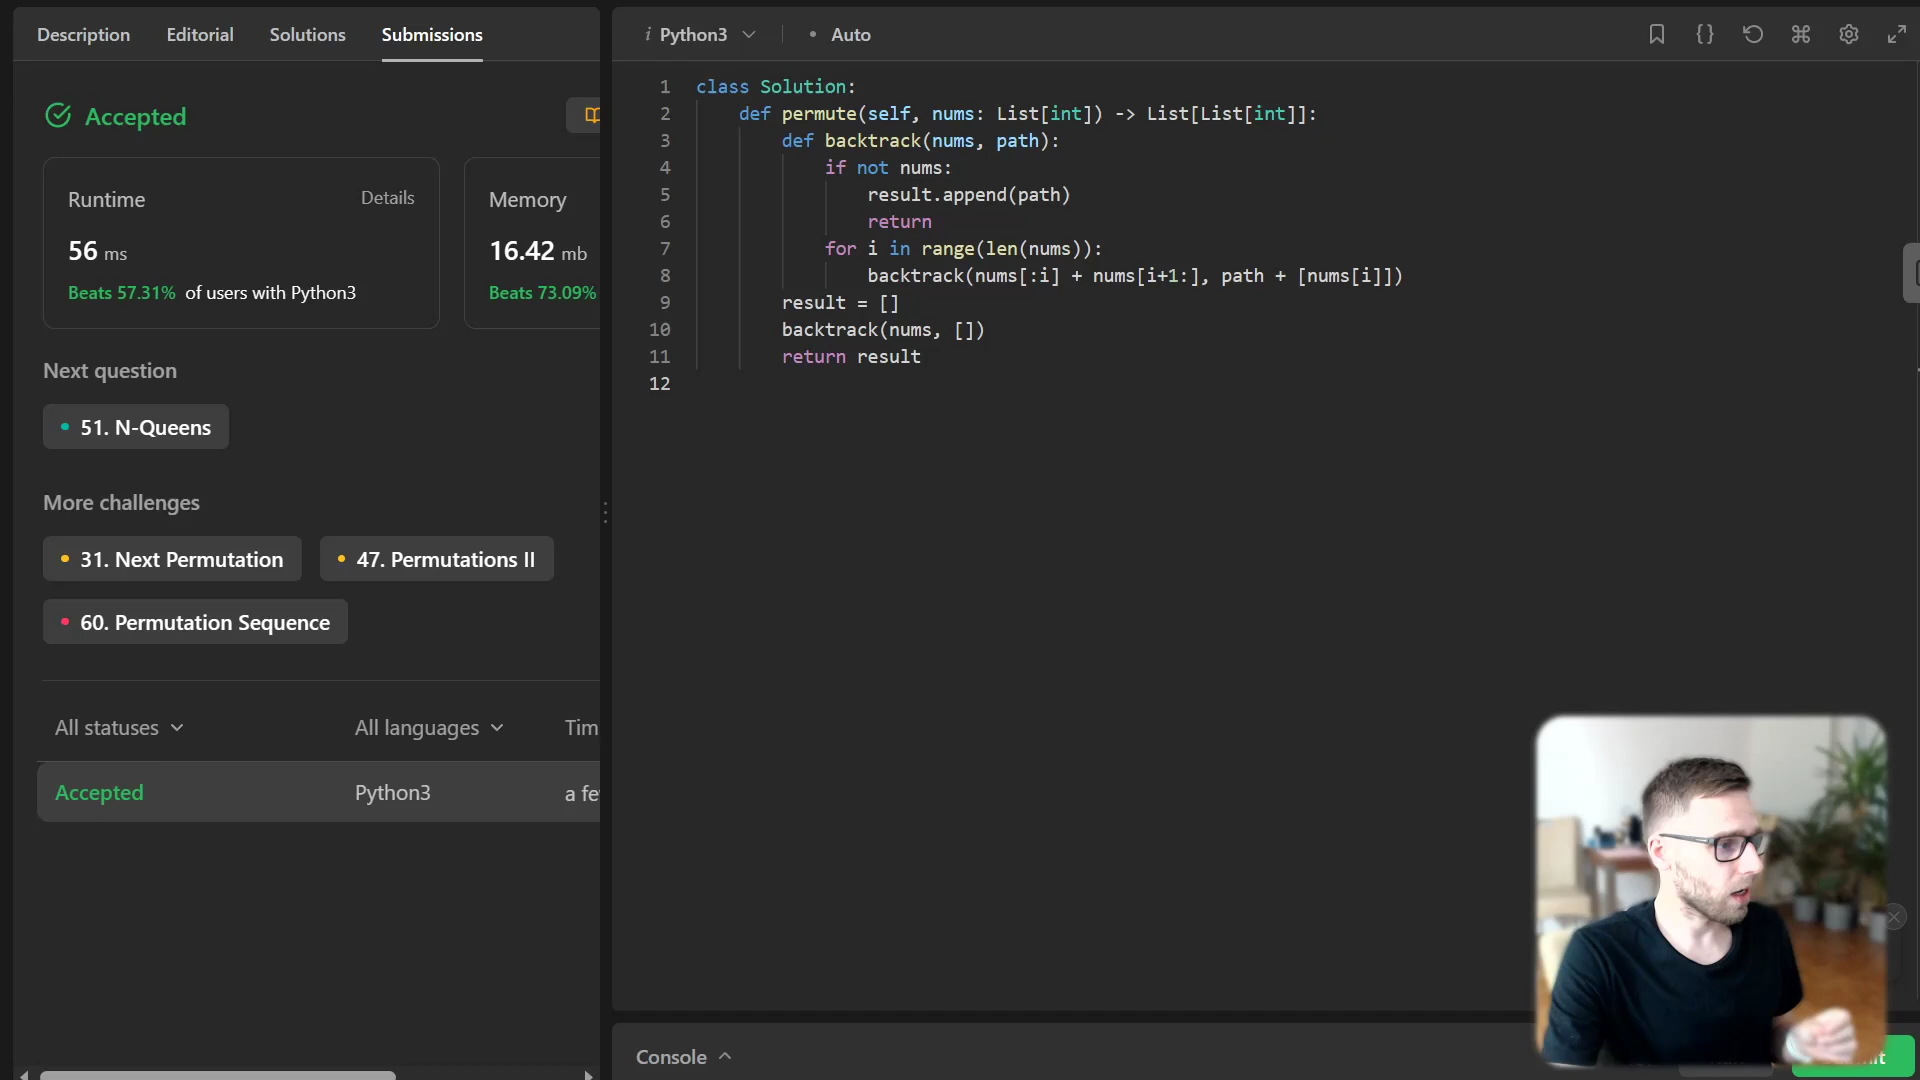 Description Editorial Solutions Submissions
Accepted
Runtime Details
56 ms
Beats 57.31% of users with Python3
Memory
16.42 mb
Beats 73.09%
Next question
51. N-Queens
More challenges
31. Next Permutation 47. Permutations II
60. Permutation Sequence
All statuses All languages Tim
Accepted Python3 a fe
i Python3 • Auto
1 class Solution:
2 def permute(self, nums: List[int]) -> List[List[int]]:
3 def backtrack(nums, path):
4 if not nums:
5 result.append(path)
6 return
7 for i in range(len(nums)):
8 backtrack(nums[:i] + nums[i+1:], path + [nums[i]])
9 result = []
10 backtrack(nums, [])
11 return result
12
Console